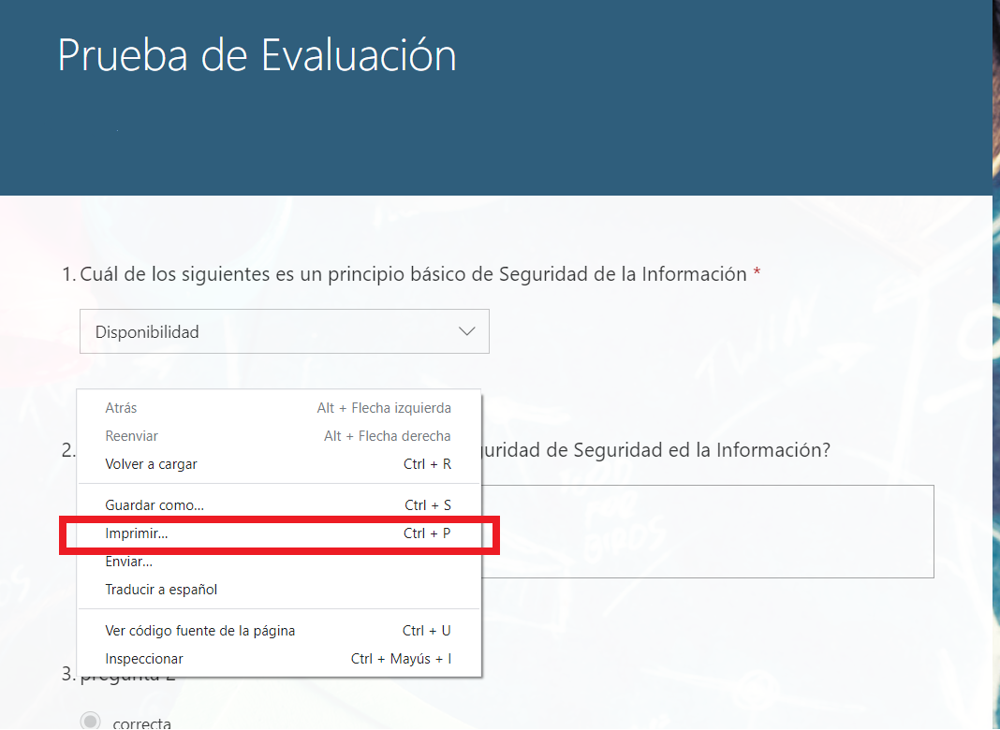 Prueba de Evaluación
1. Cuál de los siguientes es un principio básico de Seguridad de la Información *
Disponibilidad
Atrás Alt + Flecha izquierda
Reenviar Alt + Flecha derecha
2. guridad de Seguridad ed la Información?
Volver a cargar Ctrl + R
Guardar como... Ctrl + S
Imprimir... Ctrl + P
Enviar...
Traducir a español
Ver código fuente de la página Ctrl + U
Inspeccionar Ctrl + Mayús + I
3. pregunta 2
correcta
TWIN
BIRDS